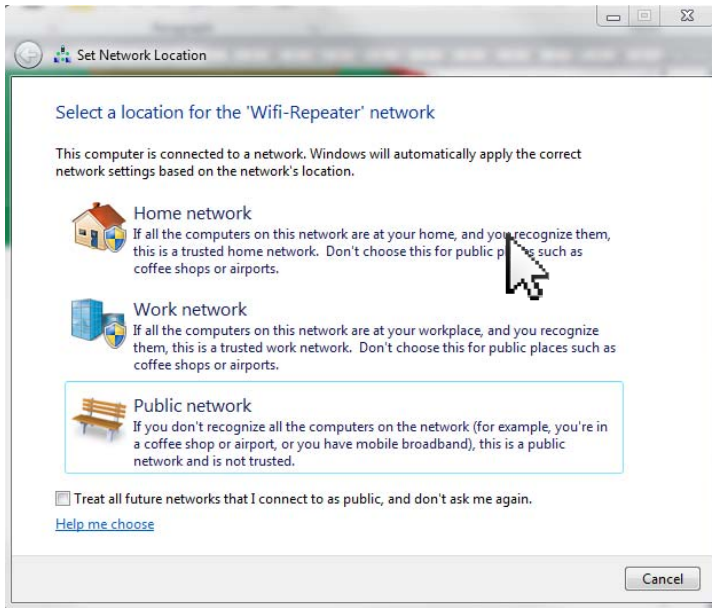 Set Network Location
Select a location for the 'Wifi-Repeater' network
This computer is connected to a network. Windows will automatically apply the correct
network settings based on the network's location.
Home network
If all the computers on this network are at your home, and you recognize them,
this is a trusted home network. Don't choose this for public such as
coffee shops or airports.
Work network
If all the computers on this network are at your workplace, and you recognize
them, this is a trusted work network. Don't choose this for public places such as
coffee shops or airports.
Public network
If you don't recognize all the computers on the network (for example, you're in
a coffee shop or airport, or you have mobile broadband), this is a public
network and is not trusted.
Treat all future networks that I connect to as public, and don't ask me again.
Help me choose
Cancel